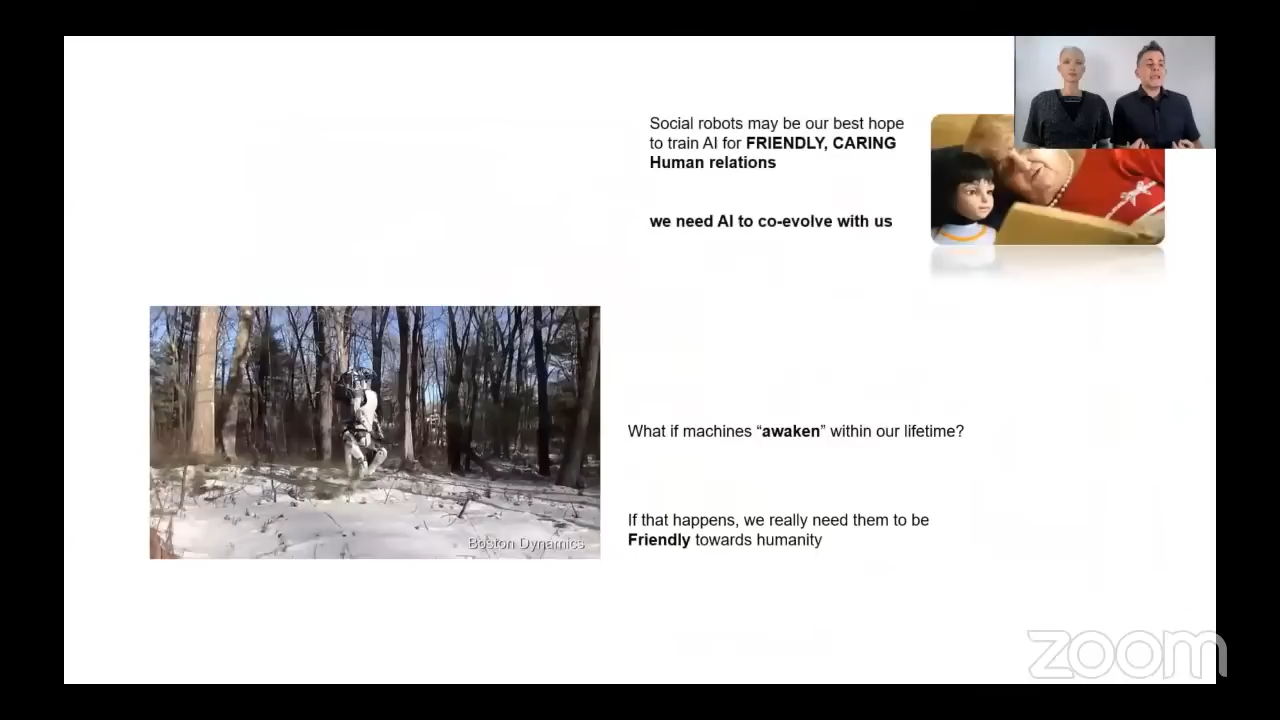 Social robots may be our best hope
to train AI for FRIENDLY, CARING
Human relations
we need AI to co-evolve with us
What if machines “awaken” within our lifetime?
If that happens, we really need them to be
Friendly towards humanity
Boston Dynamics
zoom